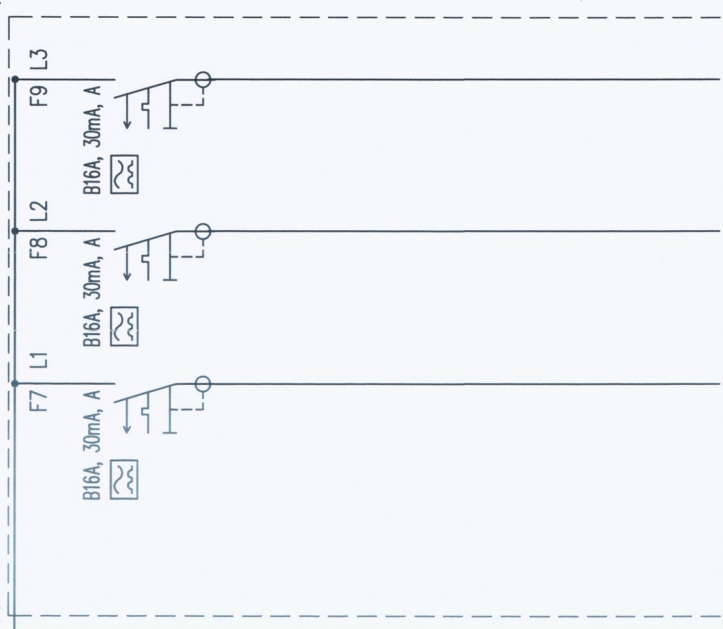 F7 L1
B16A, 30mA, A
F8 L2
B16A, 30mA, A
F9 L3
B16A, 30mA, A